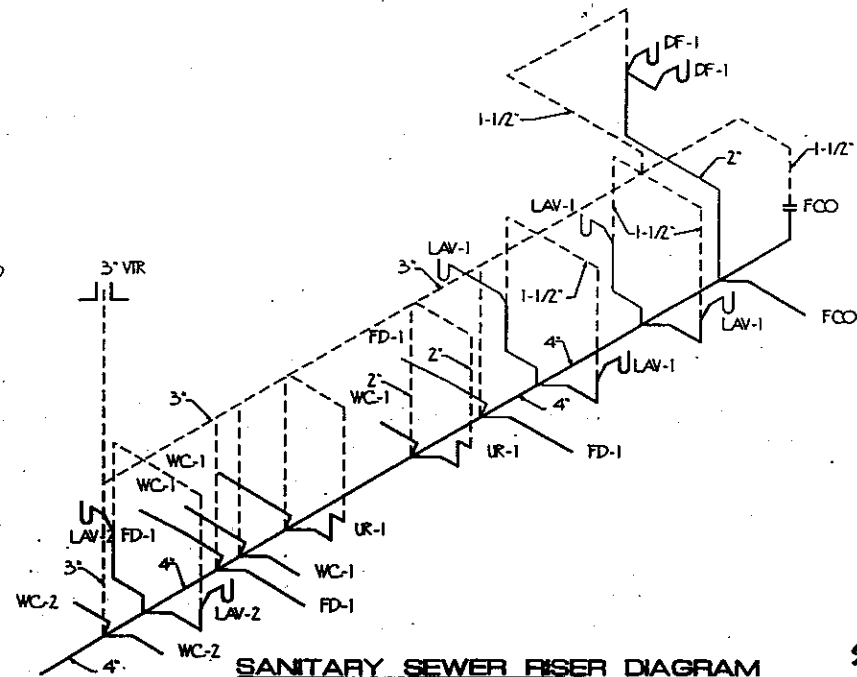 DF-1
DF-1
1-1/2"
2"
1-1/2"
FCO
LAV-1
1-1/2"
LAV-1
3"
3" VTR
1-1/2"
FCO
LAV-1
FD-1
4"
LAV-1
2"
2"
WC-1
4"
3"
UR-1
FD-1
WC-1
WC-1
LAV-2
FD-1
UR-1
3"
4"
WC-1
WC-2
LAV-2
FD-1
WC-2
4"
SANITARY SEWER RISER DIAGRAM